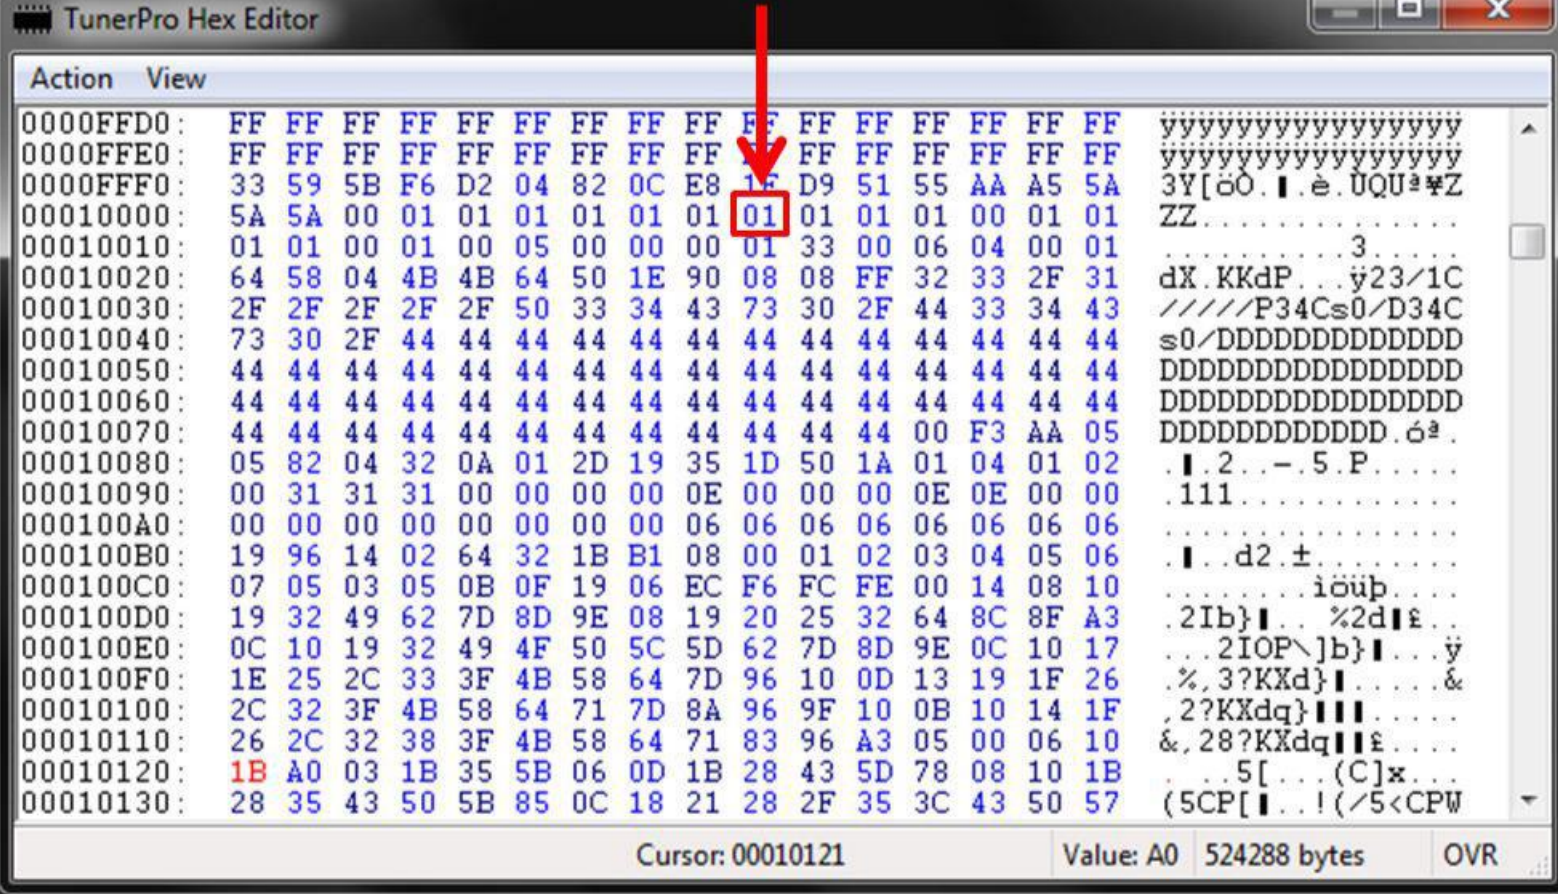 TunerPro Hex Editor
Action View
0000FFD0: FF FF FF FF FF FF FF FF FF FF FF FF FF FF FF FF ÿÿÿÿÿÿÿÿÿÿÿÿÿÿÿÿ
0000FFE0: FF FF FF FF FF FF FF FF FF FF FF FF FF FF FF ÿÿÿÿÿÿÿÿÿÿÿÿÿÿÿÿ
0000FFF0: 33 59 5B F6 D2 04 82 0C E8 1E D9 51 55 AA A5 5A 3Y[öÒ.▮.è.ÙQUª¥Z
00010000: 5A 5A 00 01 01 01 01 01 01 01 01 01 01 00 01 01 ZZ..............
00010010: 01 01 00 01 00 05 00 00 00 01 33 00 06 04 00 01 ..........3.....
00010020: 64 58 04 4B 4B 64 50 1E 90 08 08 FF 32 33 2F 31 dX.KKdP...ÿ23/1C
00010030: 2F 2F 2F 2F 2F 50 33 34 43 73 30 2F 44 33 34 43 /////P34Cs0/D34C
00010040: 73 30 2F 44 44 44 44 44 44 44 44 44 44 44 44 44 s0/DDDDDDDDDDDDD
00010050: 44 44 44 44 44 44 44 44 44 44 44 44 44 44 44 44 DDDDDDDDDDDDDDDD
00010060: 44 44 44 44 44 44 44 44 44 44 44 44 44 44 44 44 DDDDDDDDDDDDDDDD
00010070: 44 44 44 44 44 44 44 44 44 44 44 44 00 F3 AA 05 DDDDDDDDDDDD.óª.
00010080: 05 82 04 32 0A 01 2D 19 35 1D 50 1A 01 04 01 02 .▮.2..-.5.P.....
00010090: 00 31 31 31 00 00 00 00 0E 00 00 00 0E 0E 00 00 .111............
000100A0: 00 00 00 00 00 00 00 00 06 06 06 06 06 06 06 06 ................
000100B0: 19 96 14 02 64 32 1B B1 08 00 01 02 03 04 05 06 .▮..d2.±........
000100C0: 07 05 03 05 0B 0F 19 06 EC F6 FC FE 00 14 08 10 ........ìöüþ....
000100D0: 19 32 49 62 7D 8D 9E 08 19 20 25 32 64 8C 8F A3 .2Ib}▮.. %2d▮£..
000100E0: 0C 10 19 32 49 4F 50 5C 5D 62 7D 8D 9E 0C 10 17 ...2IOP\]b}▮...ÿ
000100F0: 1E 25 2C 33 3F 4B 58 64 7D 96 10 0D 13 19 1F 26 .%,3?KXd}▮.....&
00010100: 2C 32 3F 4B 58 64 71 7D 8A 96 9F 10 0B 10 14 1F ,2?KXdq}▮▮▮.....
00010110: 26 2C 32 38 3F 4B 58 64 71 83 96 A3 05 00 06 10 &,28?KXdq▮▮£....
00010120: 1B A0 03 1B 35 5B 06 0D 1B 28 43 5D 78 08 10 1B . ..5[...(C]x...
00010130: 28 35 43 50 5B 85 0C 18 21 28 2F 35 3C 43 50 57 (5CP[▮..!(/5<CPW
Cursor: 00010121 Value: A0 524288 bytes OVR